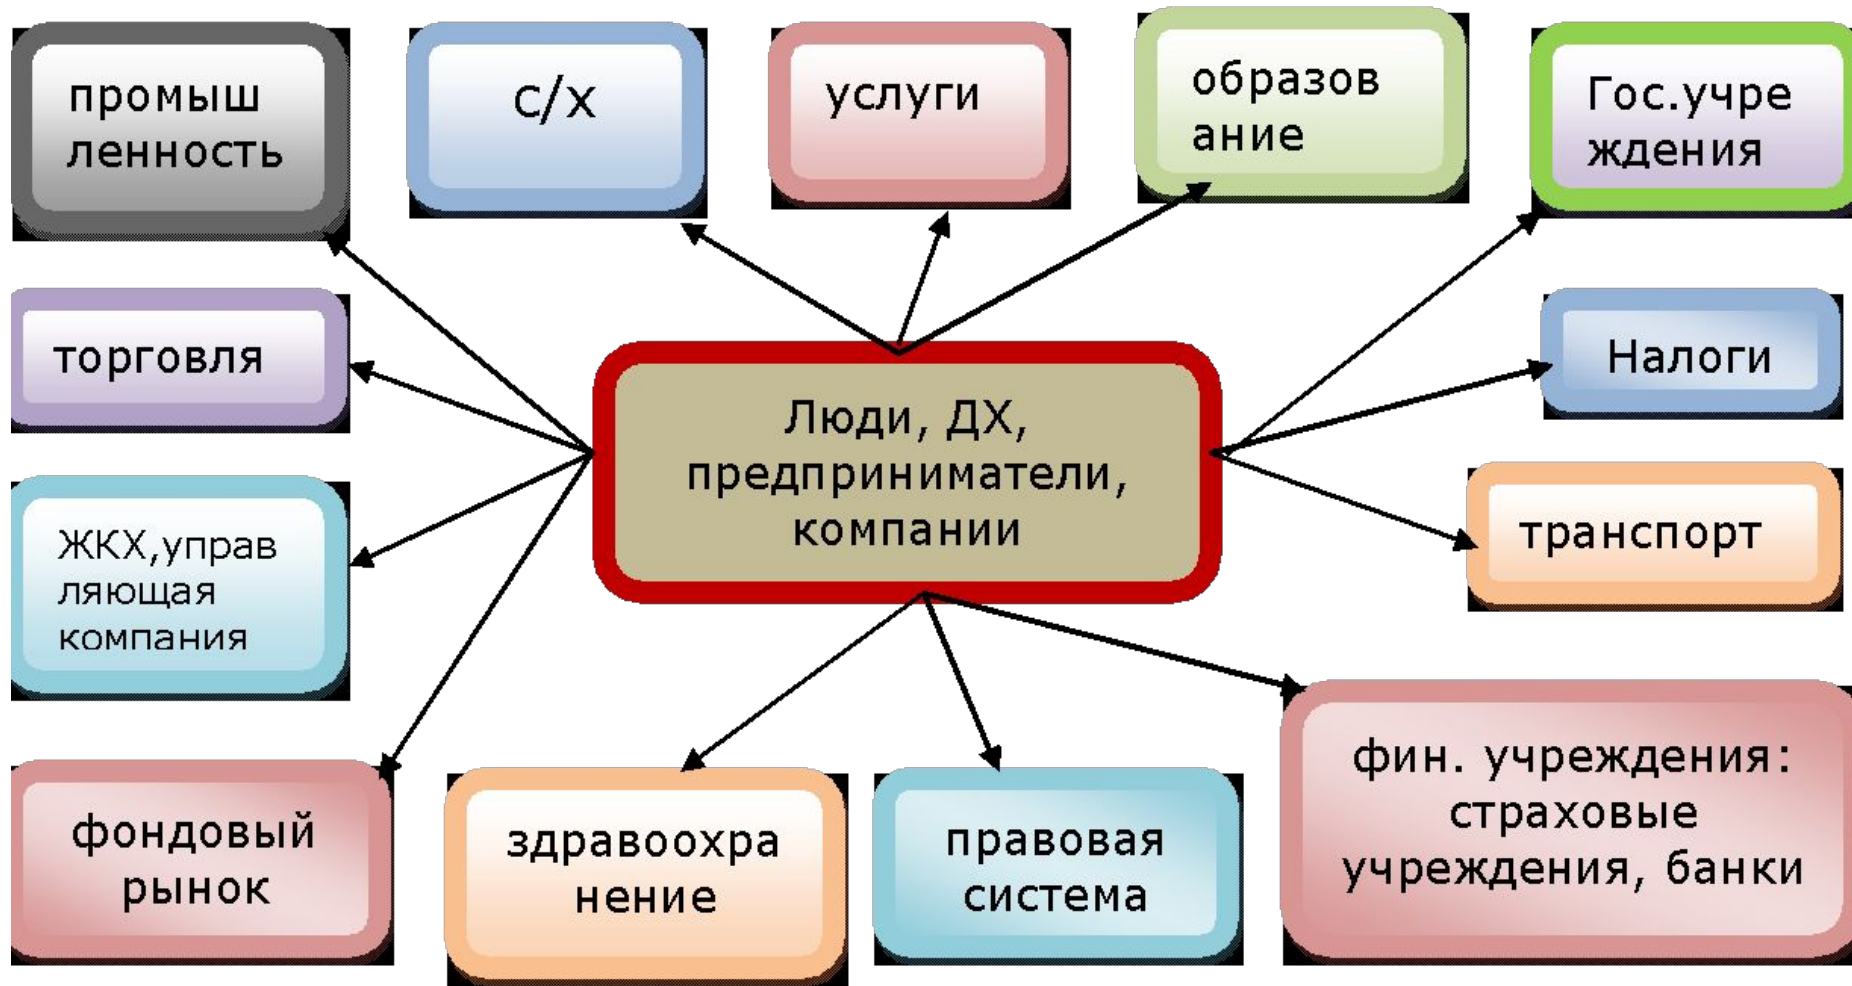 промыш
ленность
с/х
услуги
образов
ание
Гос.учре
ждения
торговля
Люди, ДХ,
предприниматели,
компании
Налоги
ЖКХ,управ
ляющая
компания
транспорт
фондовый
рынок
здравоохра
нение
правовая
система
фин. учреждения:
страховые
учреждения, банки